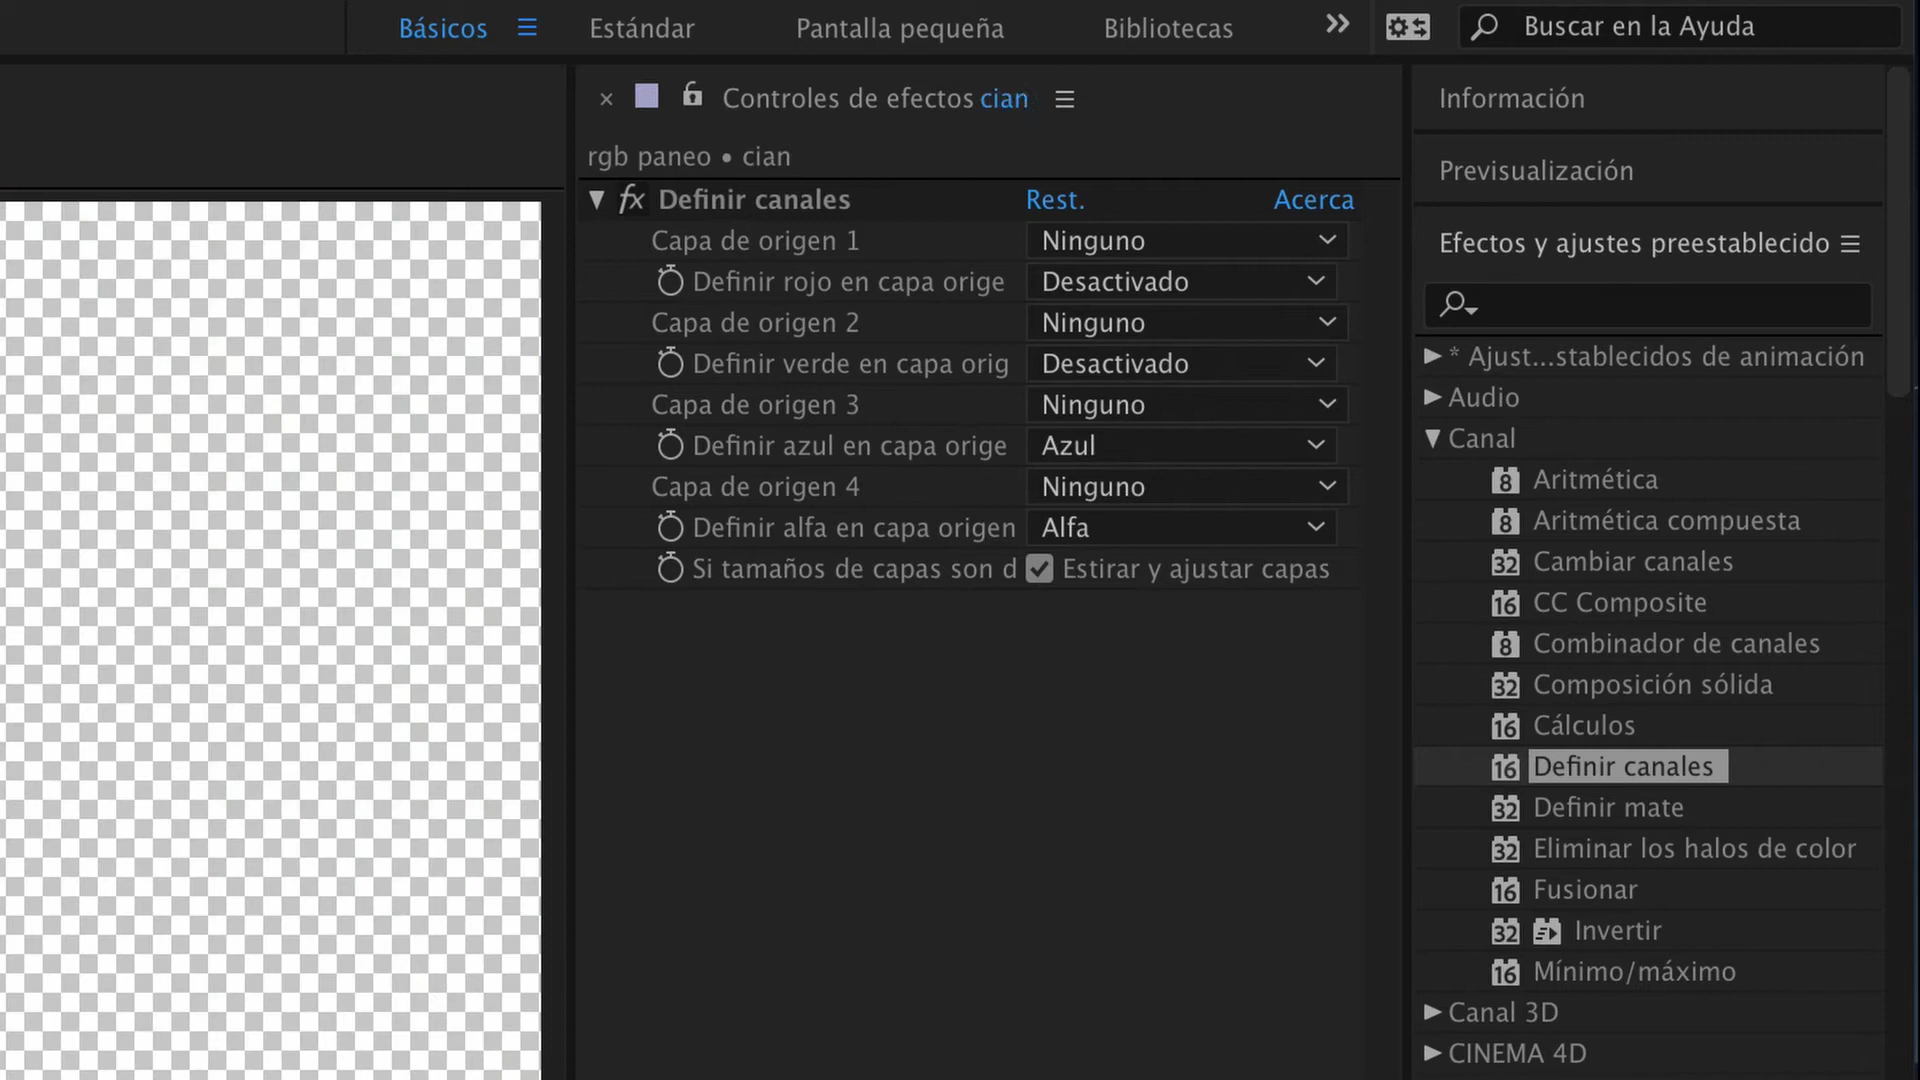 Básicos
Estándar
Pantalla pequeña
Bibliotecas
Buscar en la Ayuda
Controles de efectos cian
rgb paneo • cian
fx Definir canales Rest. Acerca
Capa de origen 1 Ninguno
Definir rojo en capa orige Desactivado
Capa de origen 2 Ninguno
Definir verde en capa orig Desactivado
Capa de origen 3 Ninguno
Definir azul en capa orige Azul
Capa de origen 4 Ninguno
Definir alfa en capa origen Alfa
Si tamaños de capas son d Estirar y ajustar capas
Información
Previsualización
Efectos y ajustes preestablecido
* Ajust...stablecidos de animación
Audio
Canal
8 Aritmética
8 Aritmética compuesta
32 Cambiar canales
16 CC Composite
8 Combinador de canales
32 Composición sólida
16 Cálculos
16 Definir canales
32 Definir mate
32 Eliminar los halos de color
16 Fusionar
32 Invertir
16 Mínimo/máximo
Canal 3D
CINEMA 4D